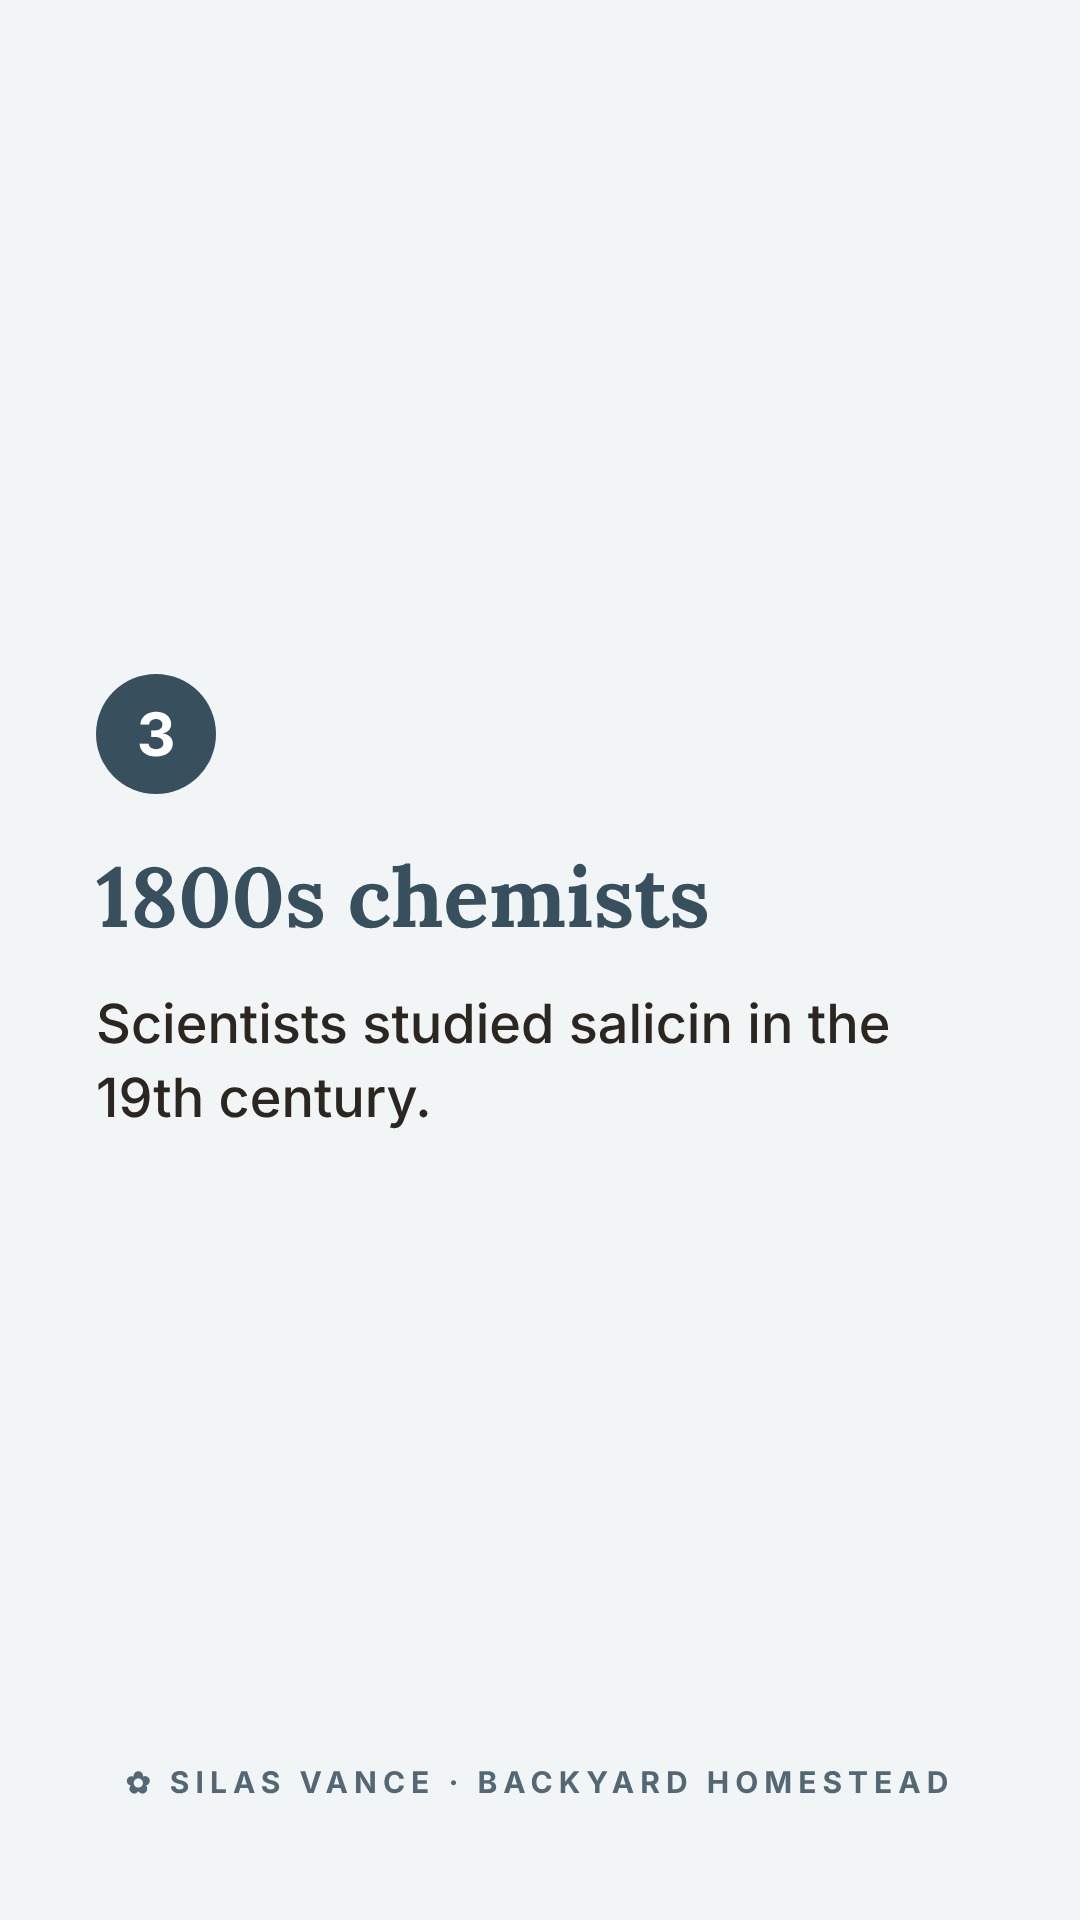 3
1800s chemists
Scientists studied salicin in the
19th century.
✿ SILAS VANCE · BACKYARD HOMESTEAD